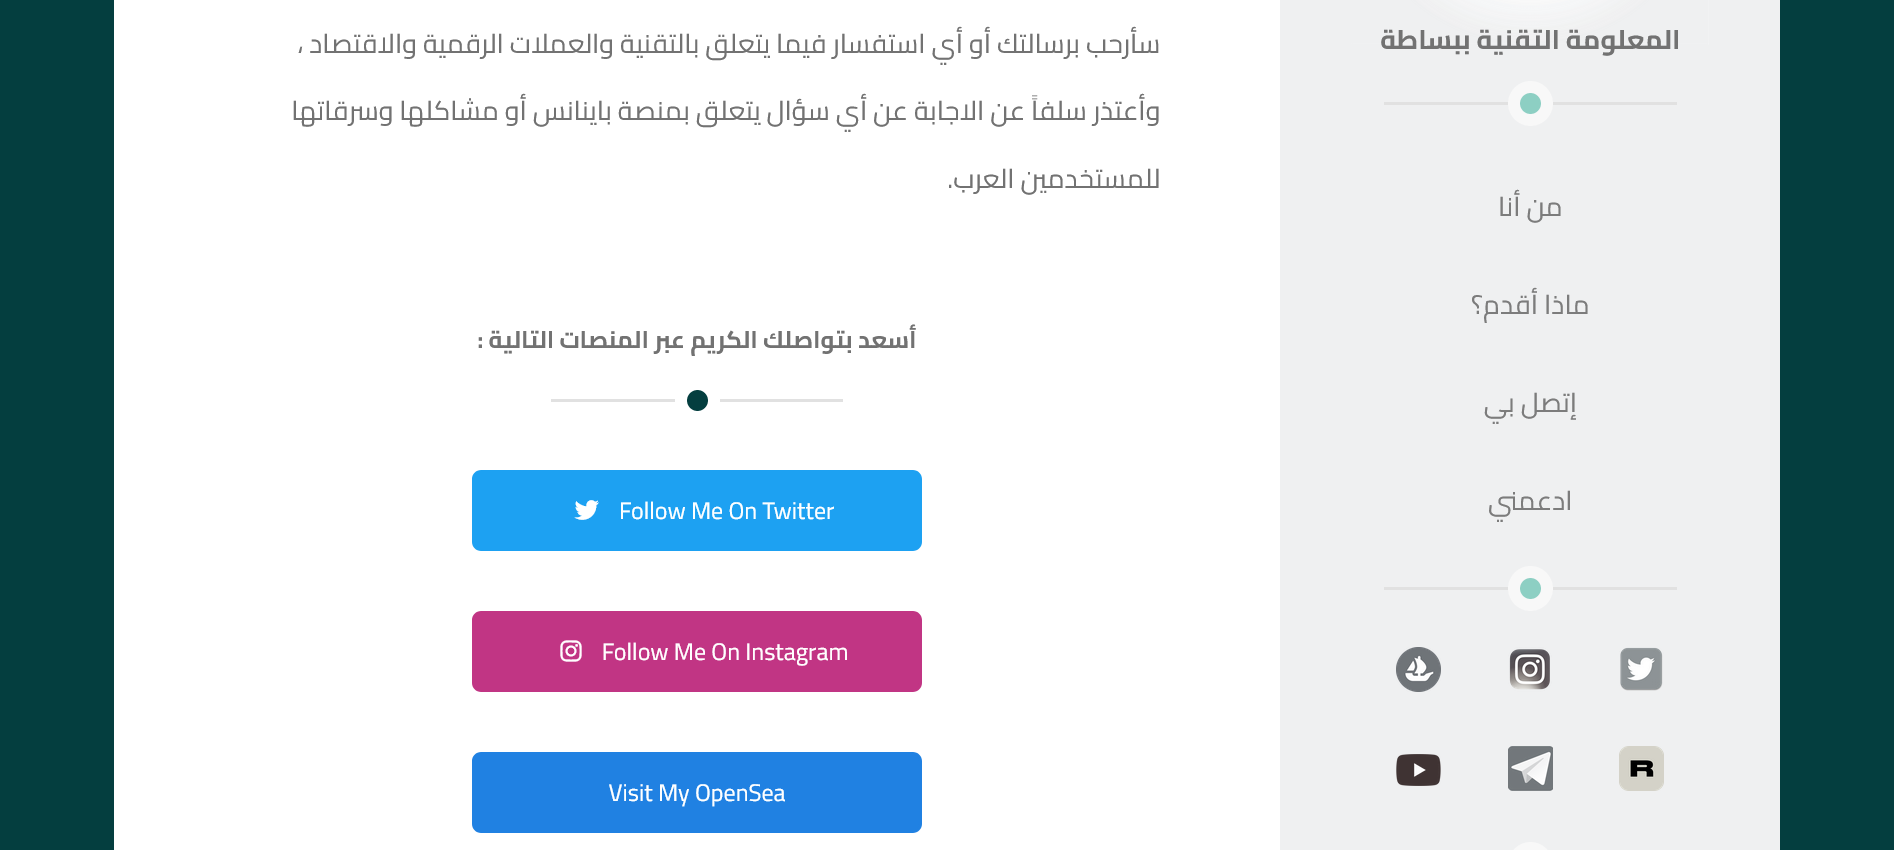 المعلومة التقنية ببساطة
من أنا
ماذا أقدم؟
إتصل بي
ادعمني
سأرحب برسالتك أو أي استفسار فيما يتعلق بالتقنية والعملات الرقمية والاقتصاد ،
وأعتذر سلفاً عن الاجابة عن أي سؤال يتعلق بمنصة باينانس أو مشاكلها وسرقاتها
للمستخدمين العرب.
أسعد بتواصلك الكريم عبر المنصات التالية :
Follow Me On Twitter
Follow Me On Instagram
Visit My OpenSea